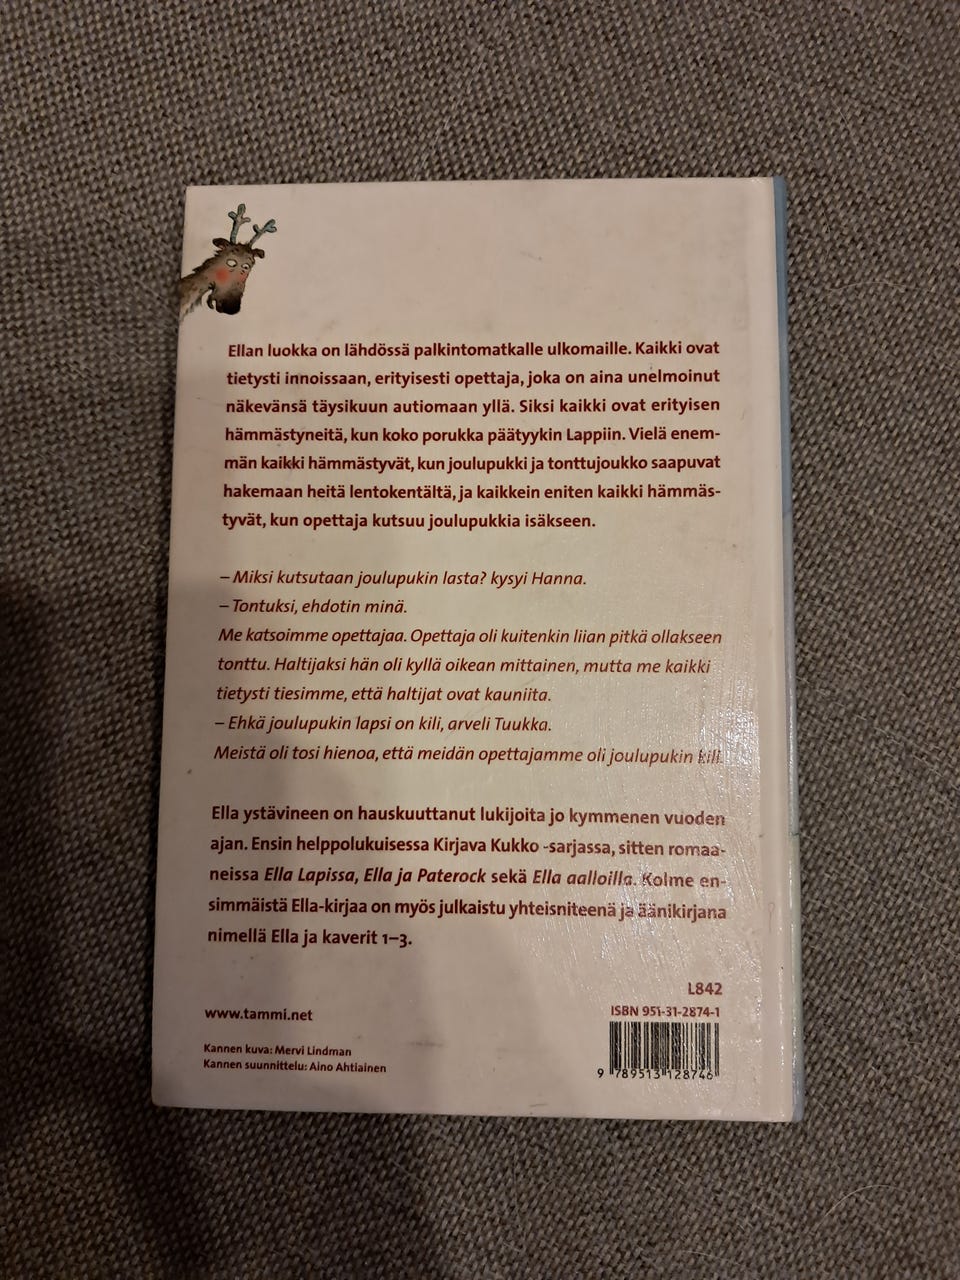 Ellan luokka on lähdössä palkintomatkalle ulkomaille. Kaikki ovat
tietysti innoissaan, erityisesti opettaja, joka on aina unelmoinut
näkevänsä täysikuun autiomaan yllä. Siksi kaikki ovat erityisen
hämmästyneitä, kun koko porukka päätyykin Lappiin. Vielä enem-
män kaikki hämmästyvät, kun joulupukki ja tonttujoukko saapuvat
hakemaan heitä lentokentältä, ja kaikkein eniten kaikki hämmäs-
tyvät, kun opettaja kutsuu joulupukkia isäkseen.
– Miksi kutsutaan joulupukin lasta? kysyi Hanna.
– Tontuksi, ehdotin minä.
Me katsoimme opettajaa. Opettaja oli kuitenkin liian pitkä ollakseen
tonttu. Haltijaksi hän oli kyllä oikean mittainen, mutta me kaikki
tietysti tiesimme, että haltijat ovat kauniita.
– Ehkä joulupukin lapsi on kili, arveli Tuukka.
Meistä oli tosi hienoa, että meidän opettajamme oli joulupukin kili.
Ella ystävineen on hauskuuttanut lukijoita jo kymmenen vuoden
ajan. Ensin helppolukuisessa Kirjava Kukko -sarjassa, sitten romaa-
neissa Ella Lapissa, Ella ja Paterock sekä Ella aalloilla. Kolme en-
simmäistä Ella-kirjaa on myös julkaistu yhteisniteenä ja äänikirjana
nimellä Ella ja kaverit 1–3.
L842
www.tammi.net
ISBN 951-31-2874-1
Kannen kuva: Mervi Lindman
Kannen suunnittelu: Aino Ahtiainen
9 789513 128746